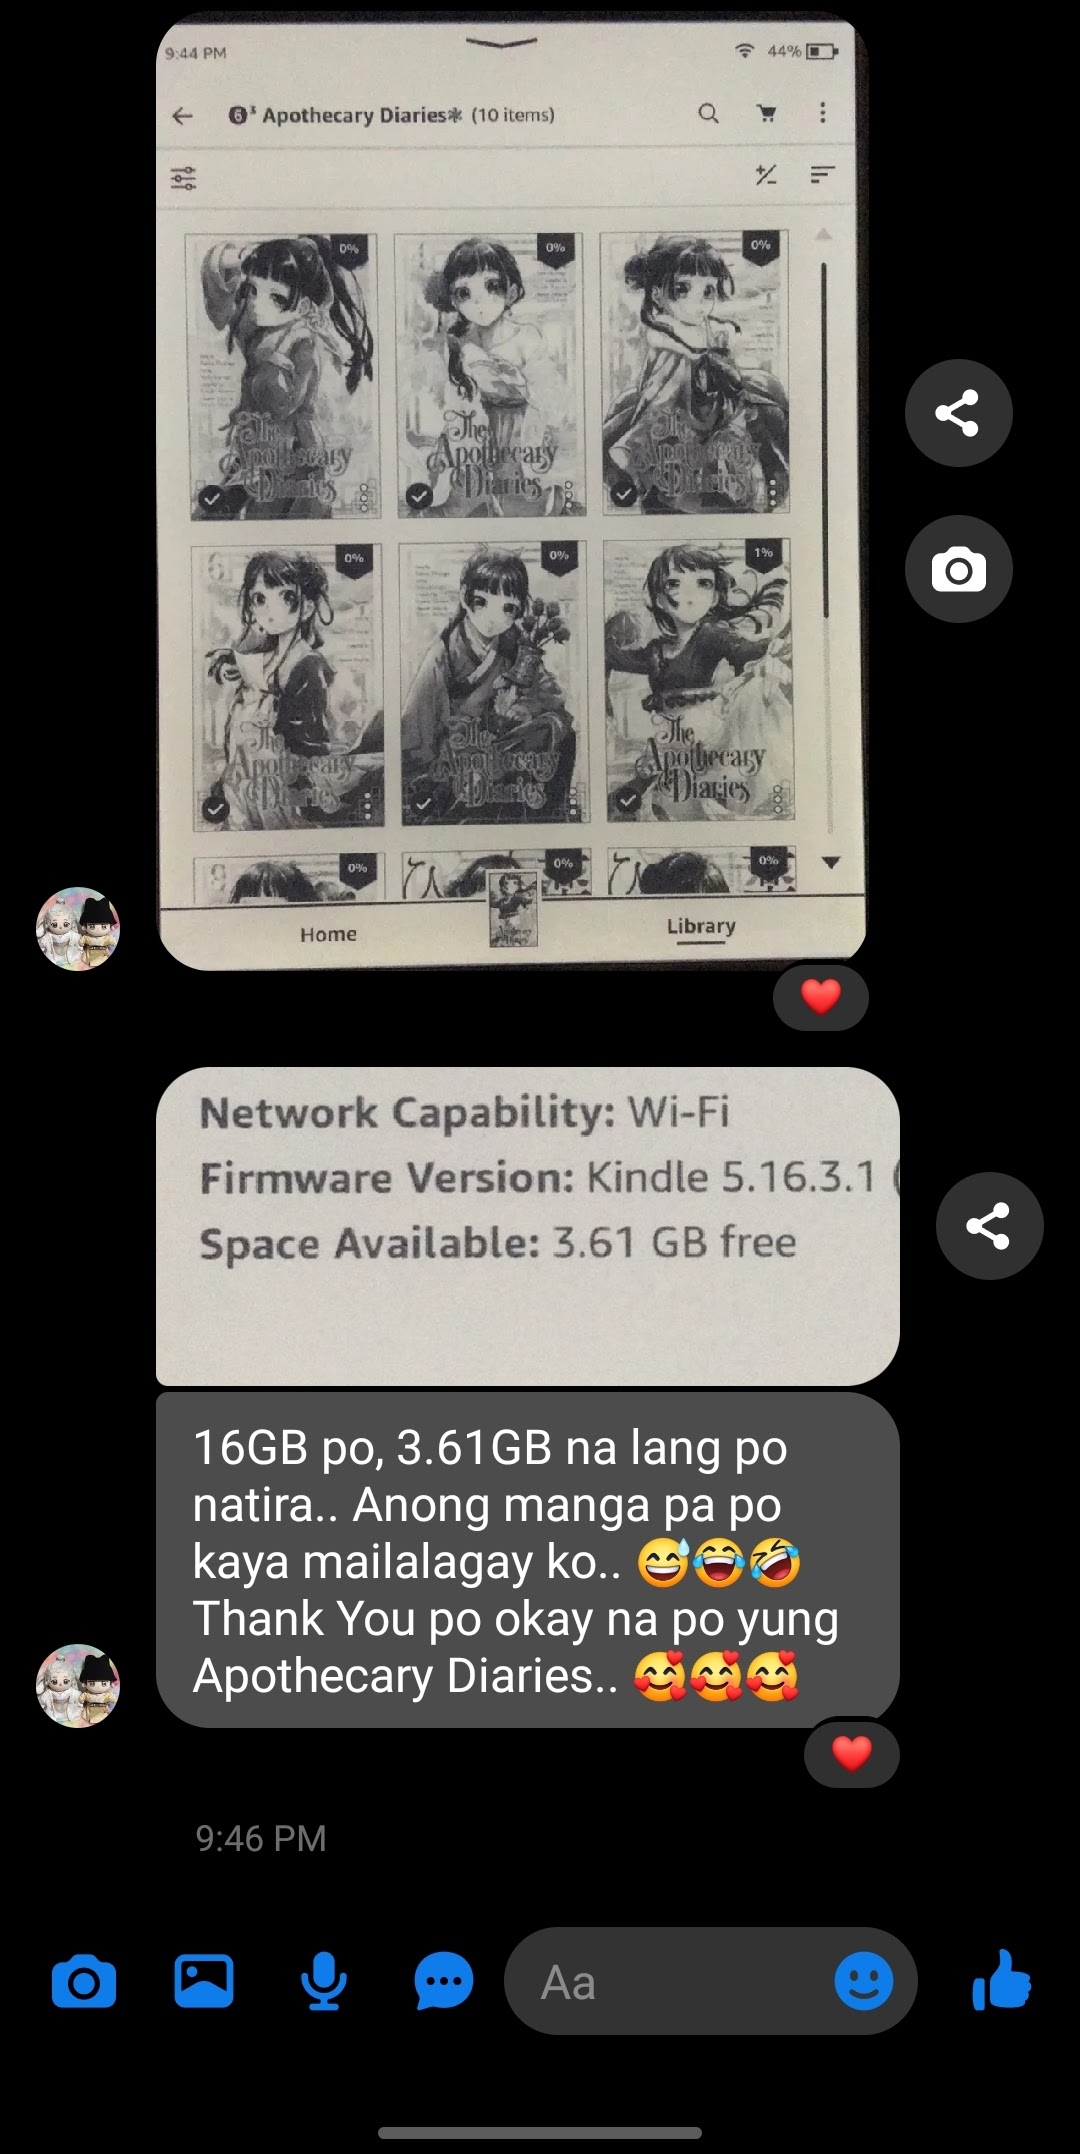 9:44 PM
44%
❻³ Apothecary Diaries✱ (10 items)
0%
0%
0%
The Apothecary Diaries
The Apothecary Diaries
The Apothecary Diaries
0%
0%
1%
6
The Apothecary Diaries
The Apothecary Diaries
The Apothecary Diaries
0%
0%
0%
9
Home
Library
Network Capability: Wi-Fi
Firmware Version: Kindle 5.16.3.1 (
Space Available: 3.61 GB free
16GB po, 3.61GB na lang po
natira.. Anong manga pa po
kaya mailalagay ko.. 😅😂🤣
Thank You po okay na po yung
Apothecary Diaries.. 🥰🥰🥰
9:46 PM
Aa